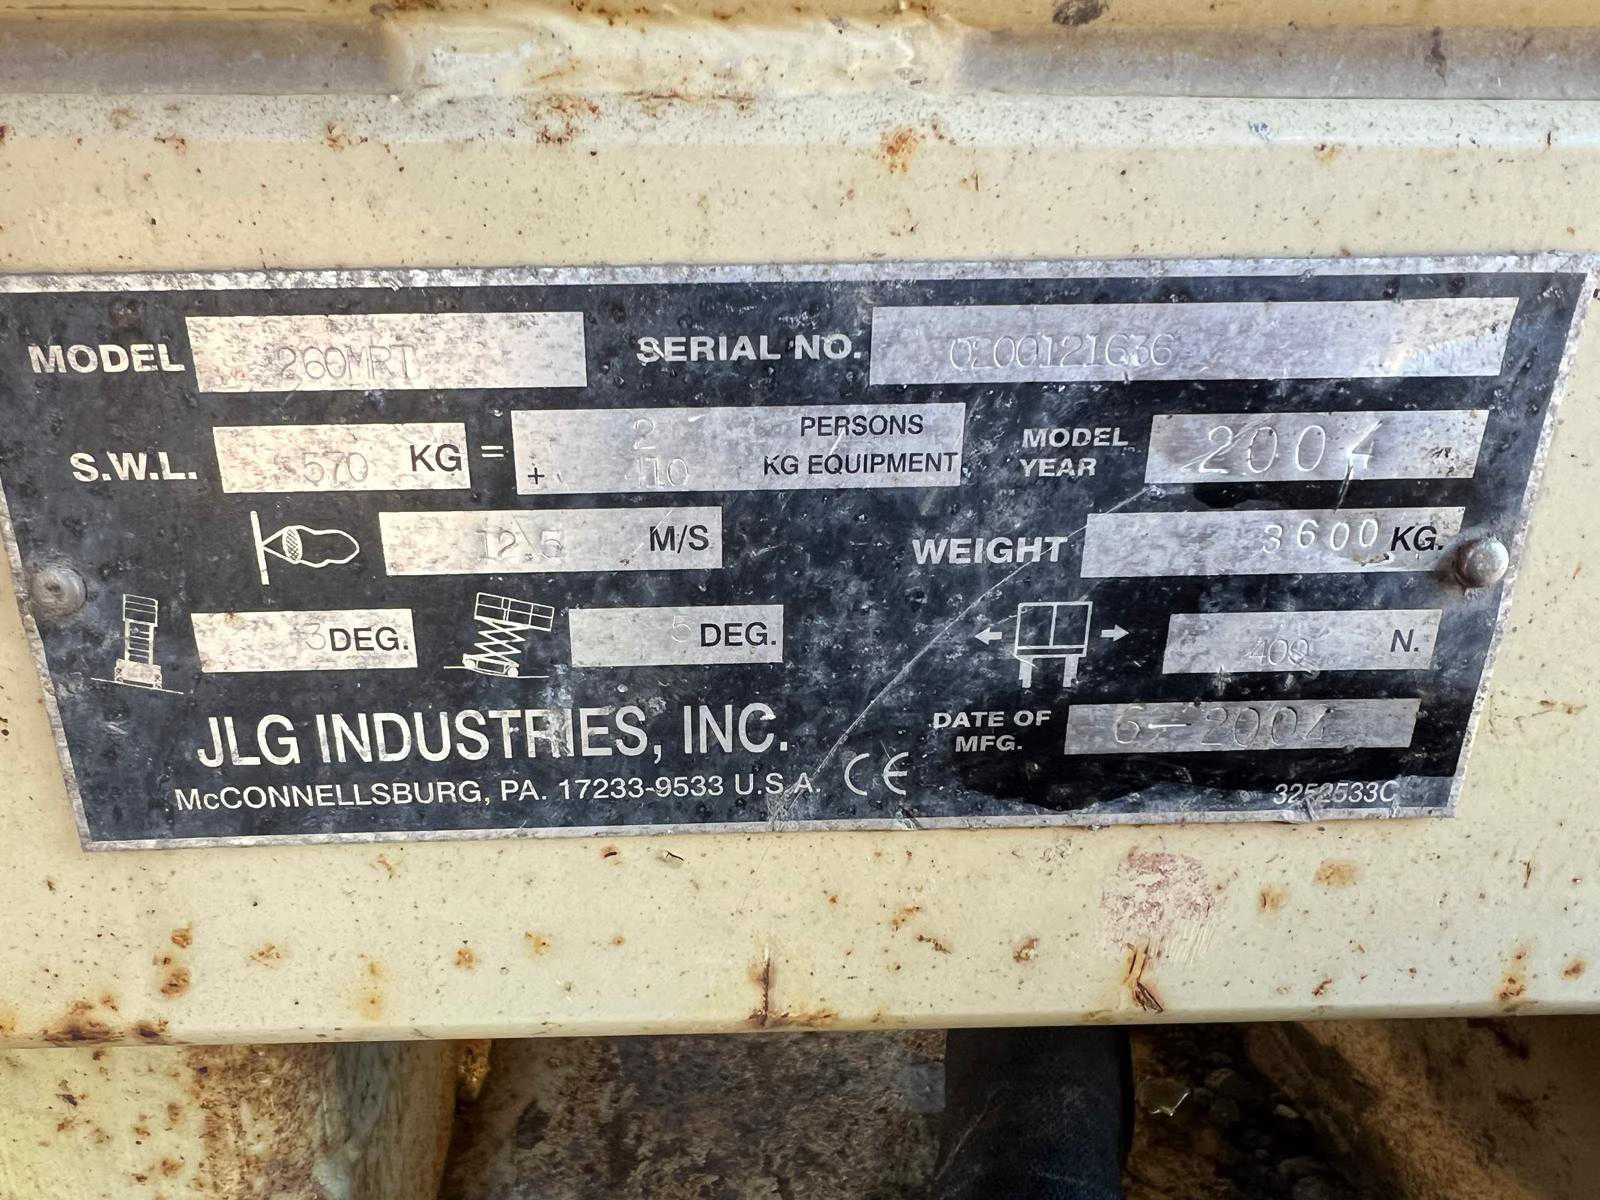 MODEL 260MRT SERIAL NO. 0200121636
S.W.L. 570 KG = 2 PERSONS
+ 410 KG EQUIPMENT
MODEL YEAR 2004
12.5 M/S WEIGHT 3600 KG.
3 DEG. 5 DEG. 400 N.
JLG INDUSTRIES, INC. DATE OF MFG. 6-2004
McCONNELLSBURG, PA. 17233-9533 U.S.A. CE 3252533C